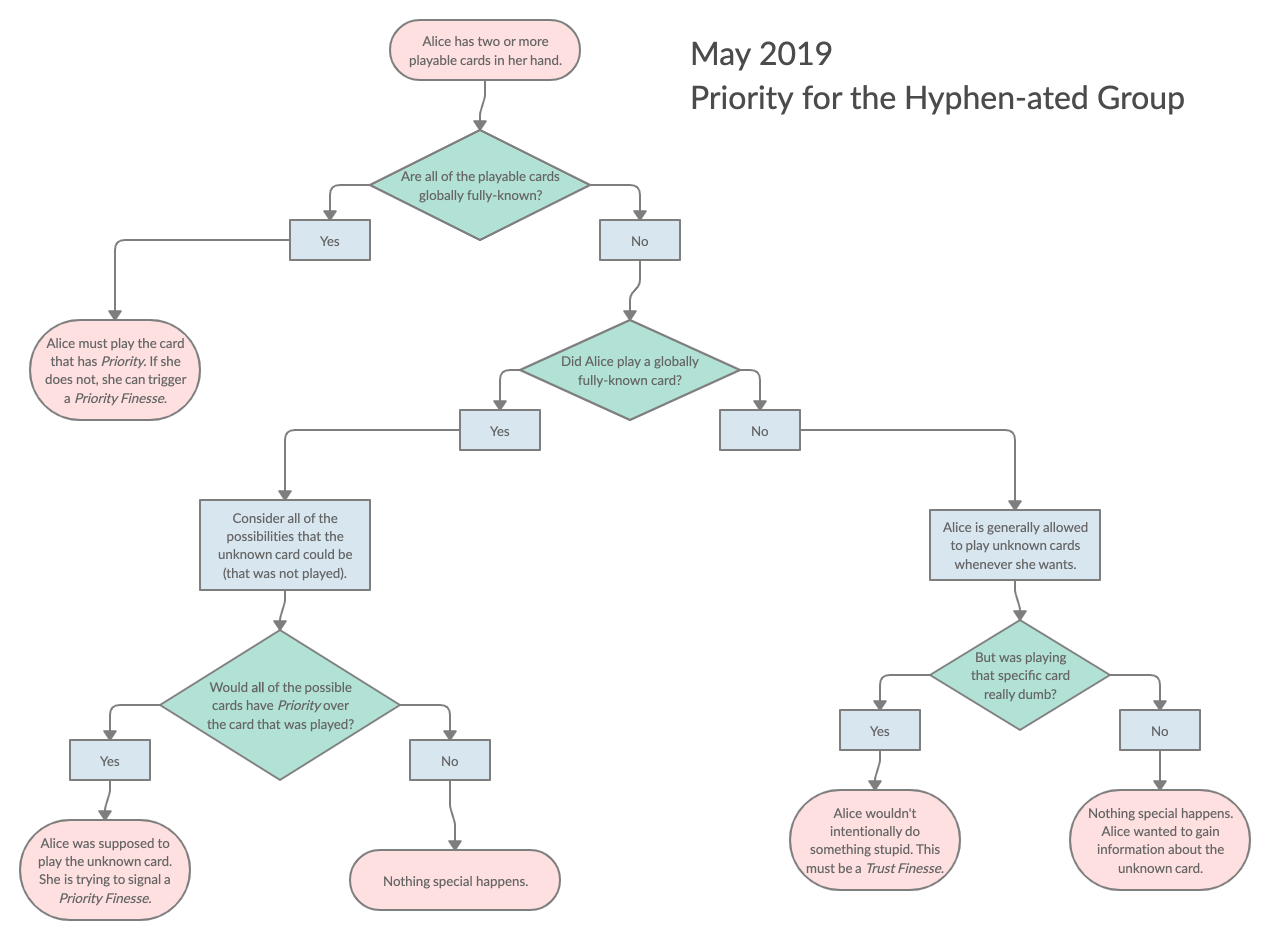 Alice has two or more
playable cards in her hand.
May 2019
Priority for the Hyphen-ated Group
Are all of the playable cards
globally fully-known?
Yes
No
Alice must play the card
that has Priority. If she
does not, she can trigger
a Priority Finesse.
Did Alice play a globally
fully-known card?
Yes
No
Consider all of the
possibilities that the
unknown card could be
(that was not played).
Alice is generally allowed
to play unknown cards
whenever she wants.
Would all of the possible
cards have Priority over
the card that was played?
But was playing
that specific card
really dumb?
Yes
No
Yes
No
Alice was supposed to
play the unknown card.
She is trying to signal a
Priority Finesse.
Nothing special happens.
Alice wouldn't
intentionally do
something stupid. This
must be a Trust Finesse.
Nothing special happens.
Alice wanted to gain
information about the
unknown card.